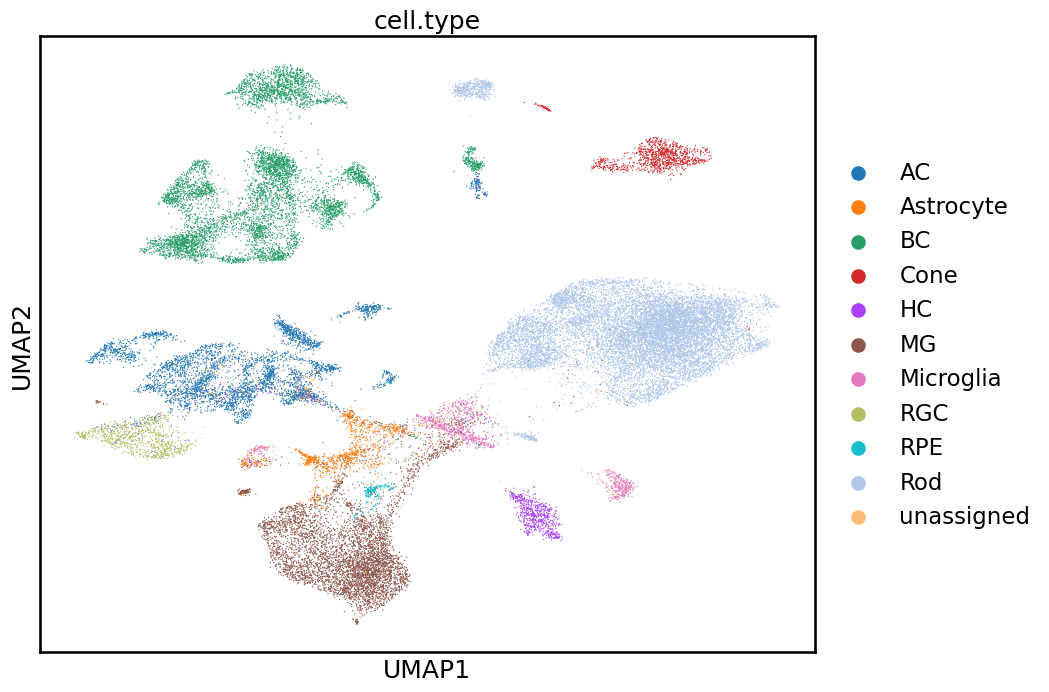 cell.type
UMAP2
UMAP1
AC
Astrocyte
BC
Cone
HC
MG
Microglia
RGC
RPE
Rod
unassigned